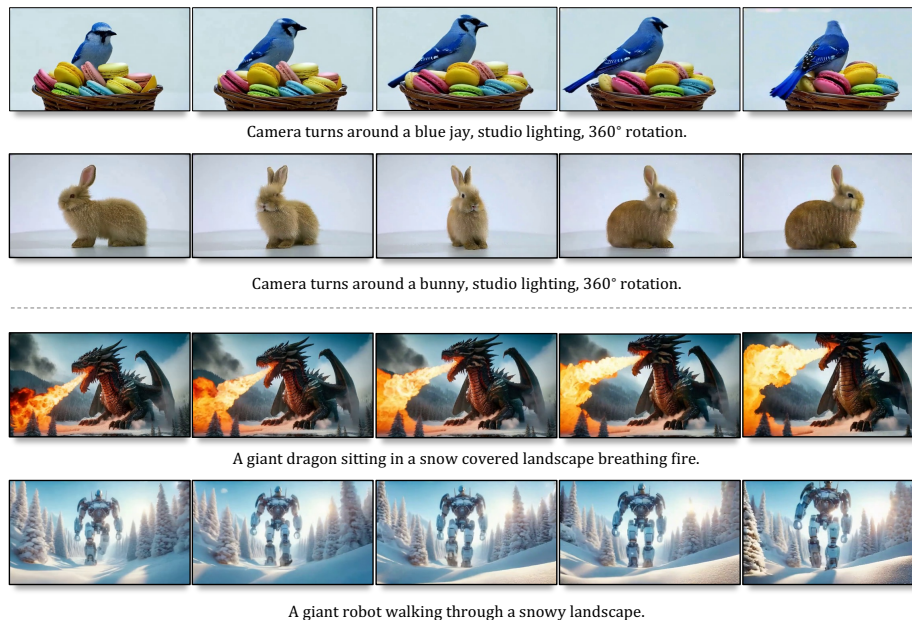 Camera turns around a blue jay, studio lighting, 360° rotation.
Camera turns around a bunny, studio lighting, 360° rotation.
A giant dragon sitting in a snow covered landscape breathing fire.
A giant robot walking through a snowy landscape.